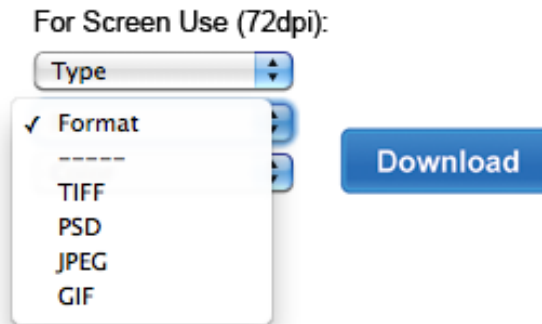 For Screen Use (72dpi):
Type
✓ Format
-----
Download
TIFF
PSD
JPEG
GIF